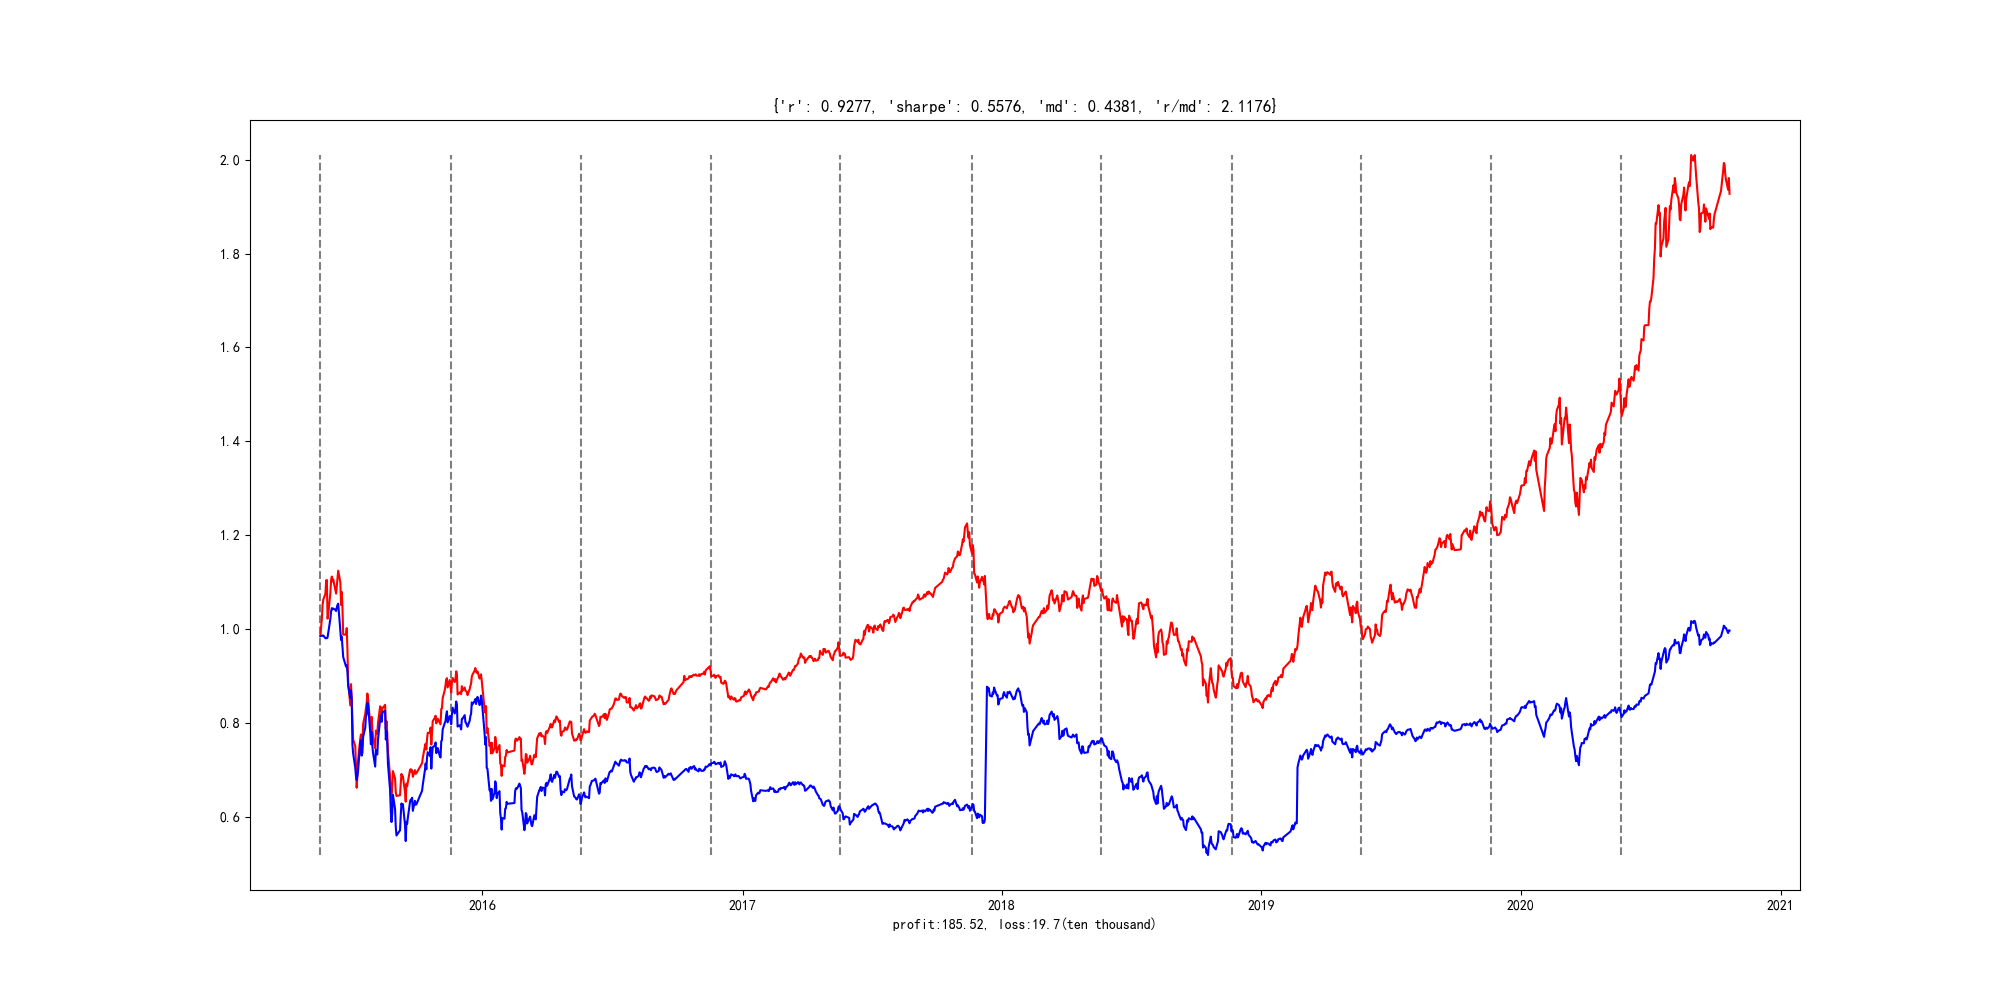 {'r': 0.9277, 'sharpe': 0.5576, 'md': 0.4381, 'r/md': 2.1176}
2.0
1.8
1.6
1.4
1.2
1.0
0.8
0.6
2016 2017 2018 2019 2020 2021
profit:185.52, loss:19.7(ten thousand)